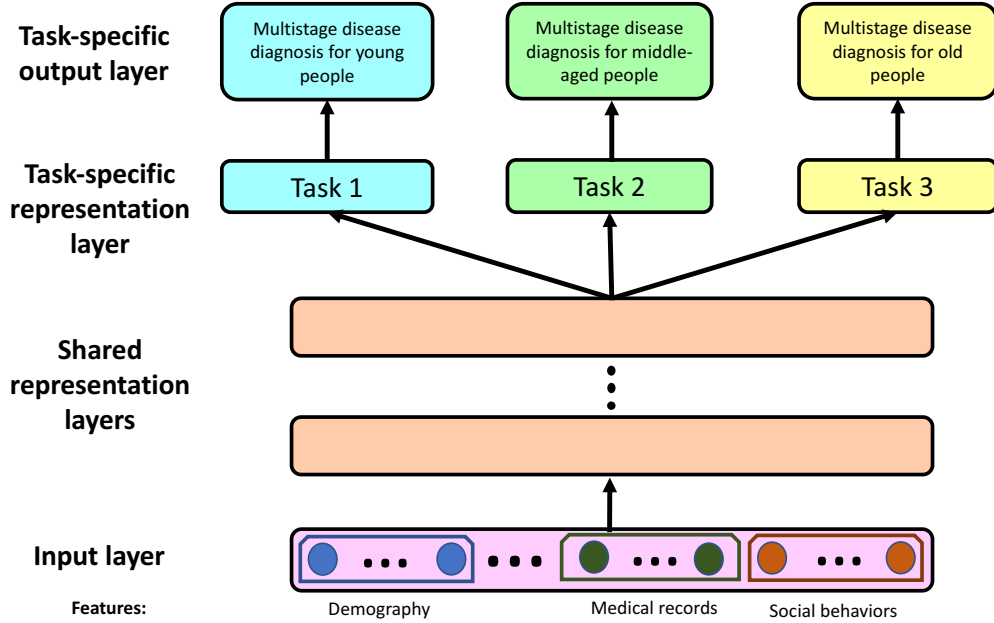 Task-specific
output layer
Multistage disease
diagnosis for young
people
Multistage disease
diagnosis for middle-
aged people
Multistage disease
diagnosis for old
people
Task-specific
representation
layer
Task 1
Task 2
Task 3
Shared
representation
layers
Input layer
Features:
Demography
Medical records
Social behaviors